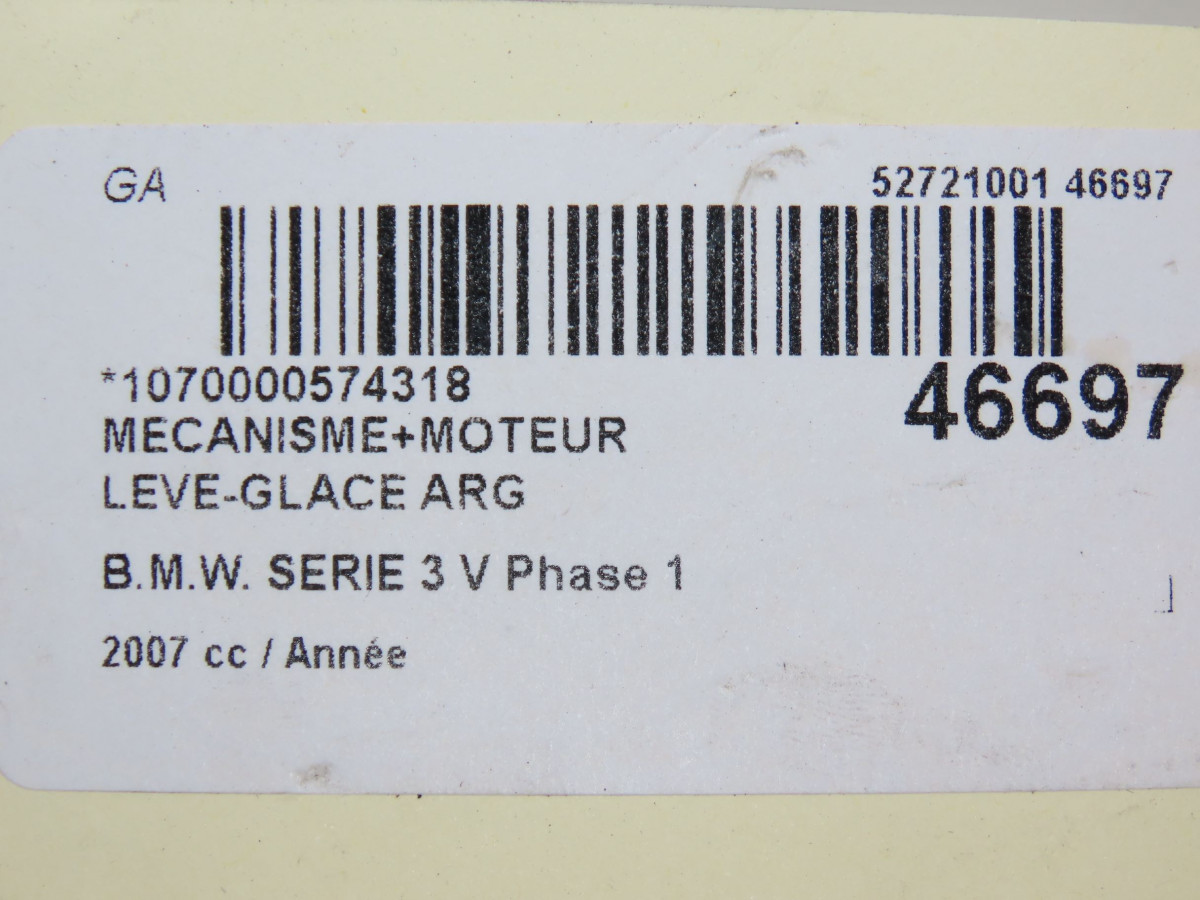 GA 52721001 46697
*1070000574318 46697
MECANISME+MOTEUR
LEVE-GLACE ARG
B.M.W. SERIE 3 V Phase 1
2007 cc / Année